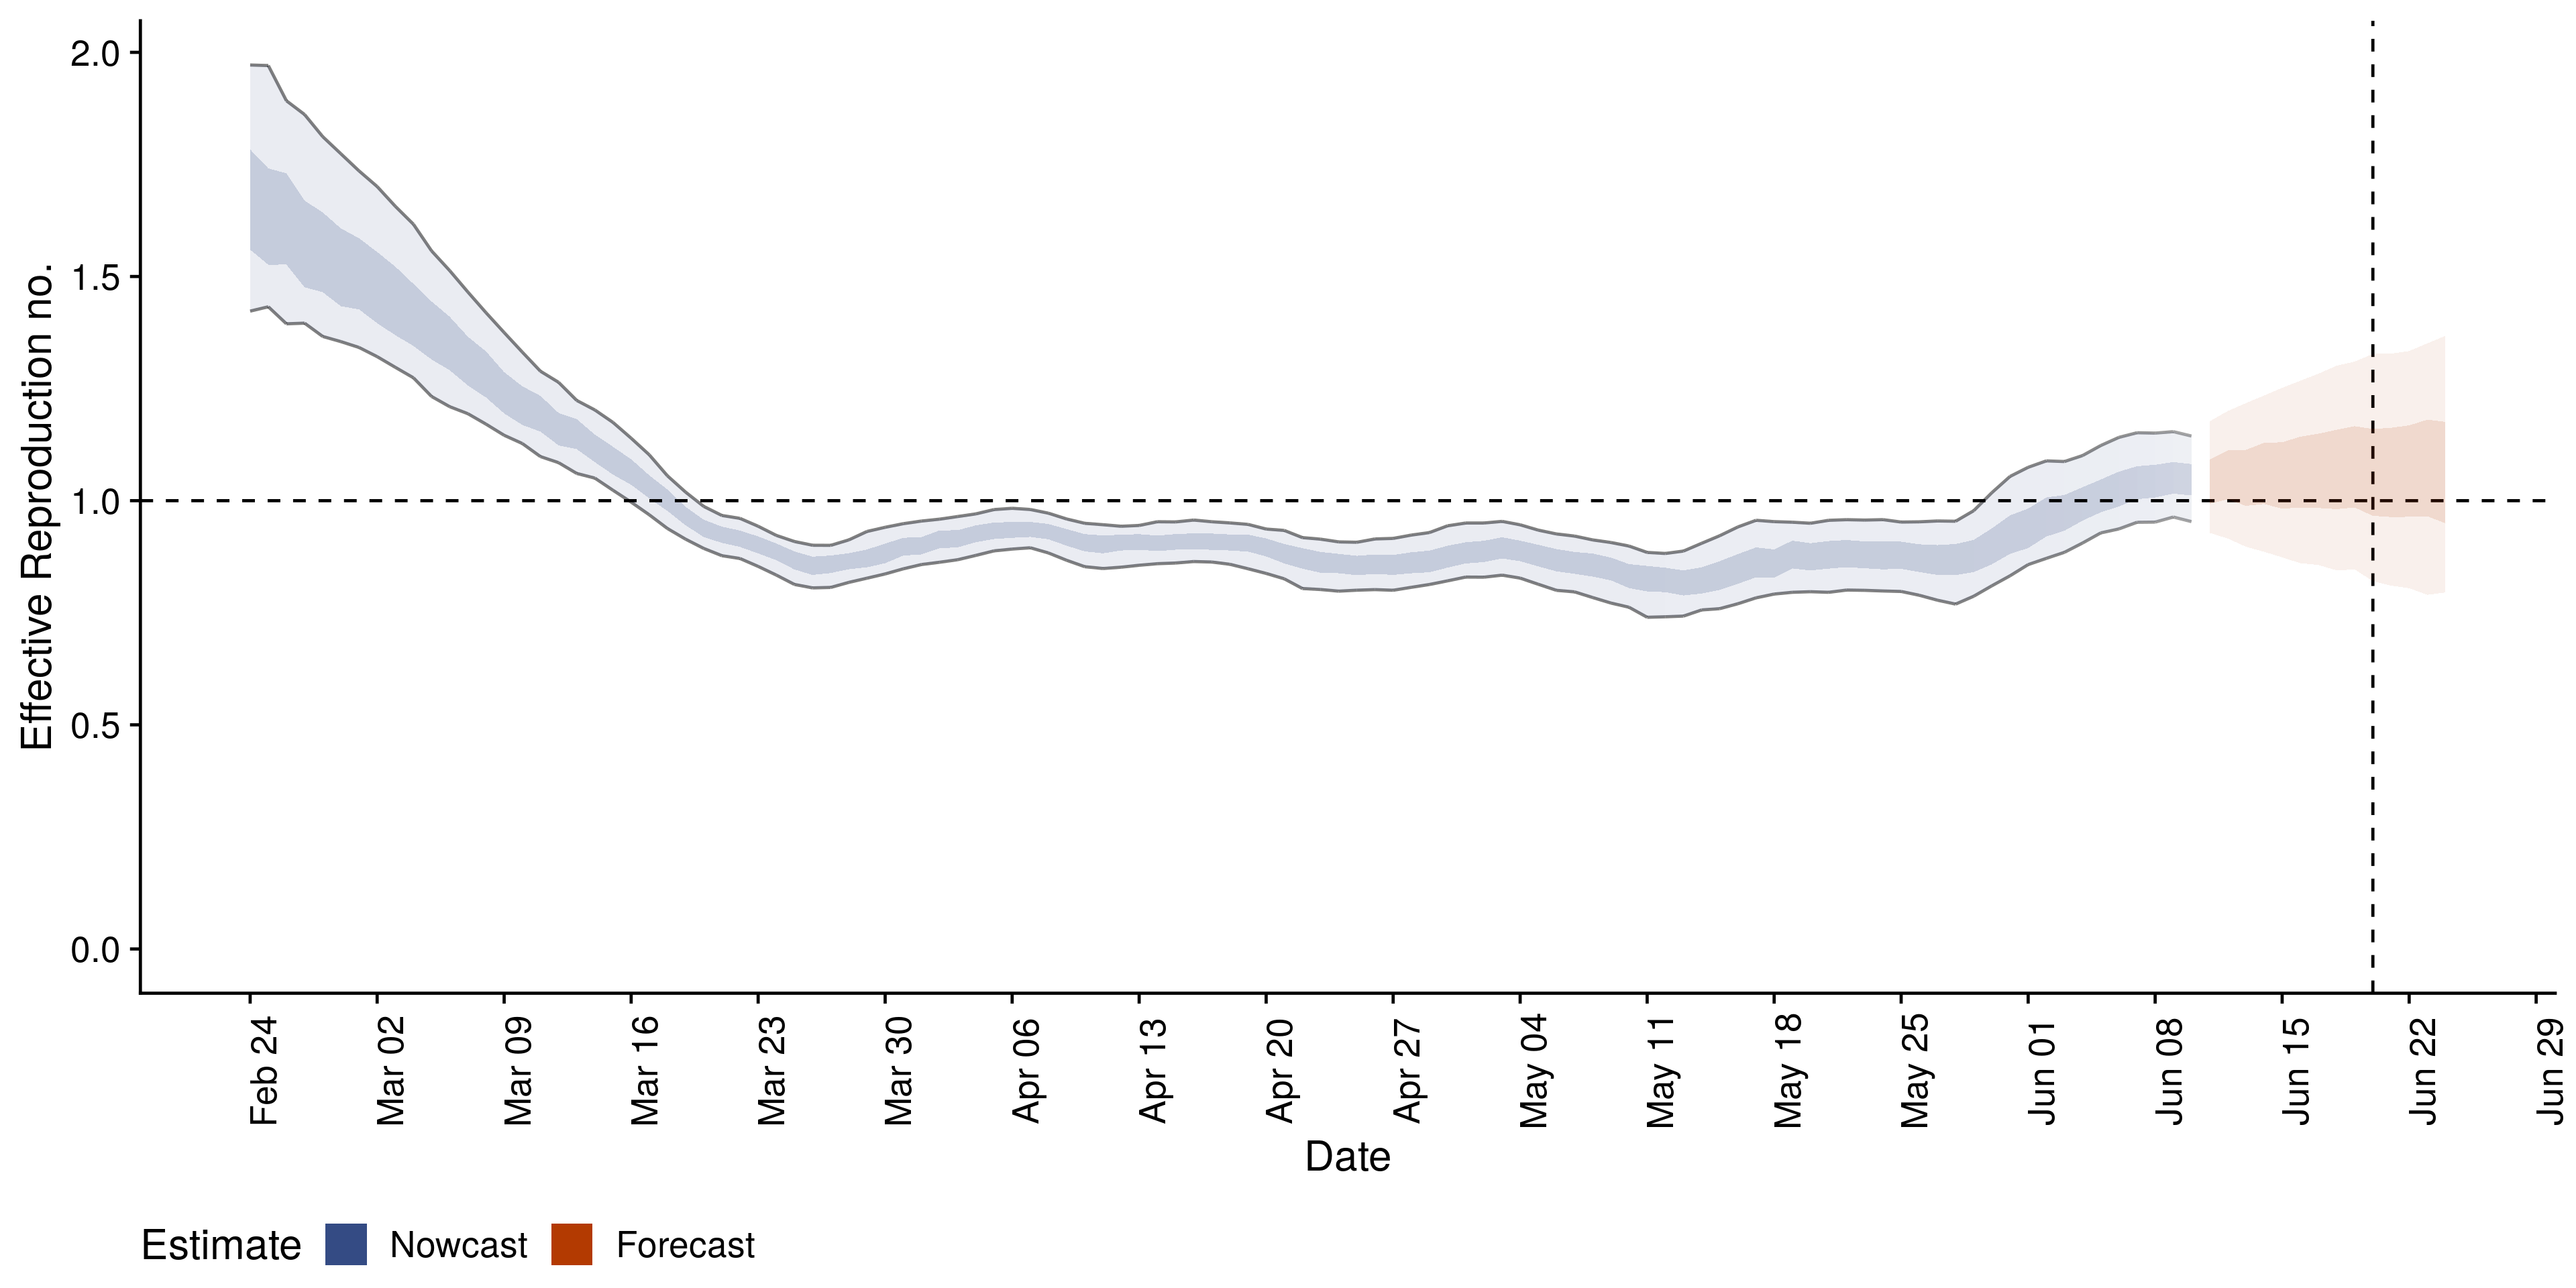 Effective Reproduction no.
2.0
1.5
1.0
0.5
0.0
Feb 24
Mar 02
Mar 09
Mar 16
Mar 23
Mar 30
Apr 06
Apr 13
Apr 20
Apr 27
May 04
May 11
May 18
May 25
Jun 01
Jun 08
Jun 15
Jun 22
Jun 29
Date
Estimate Nowcast Forecast